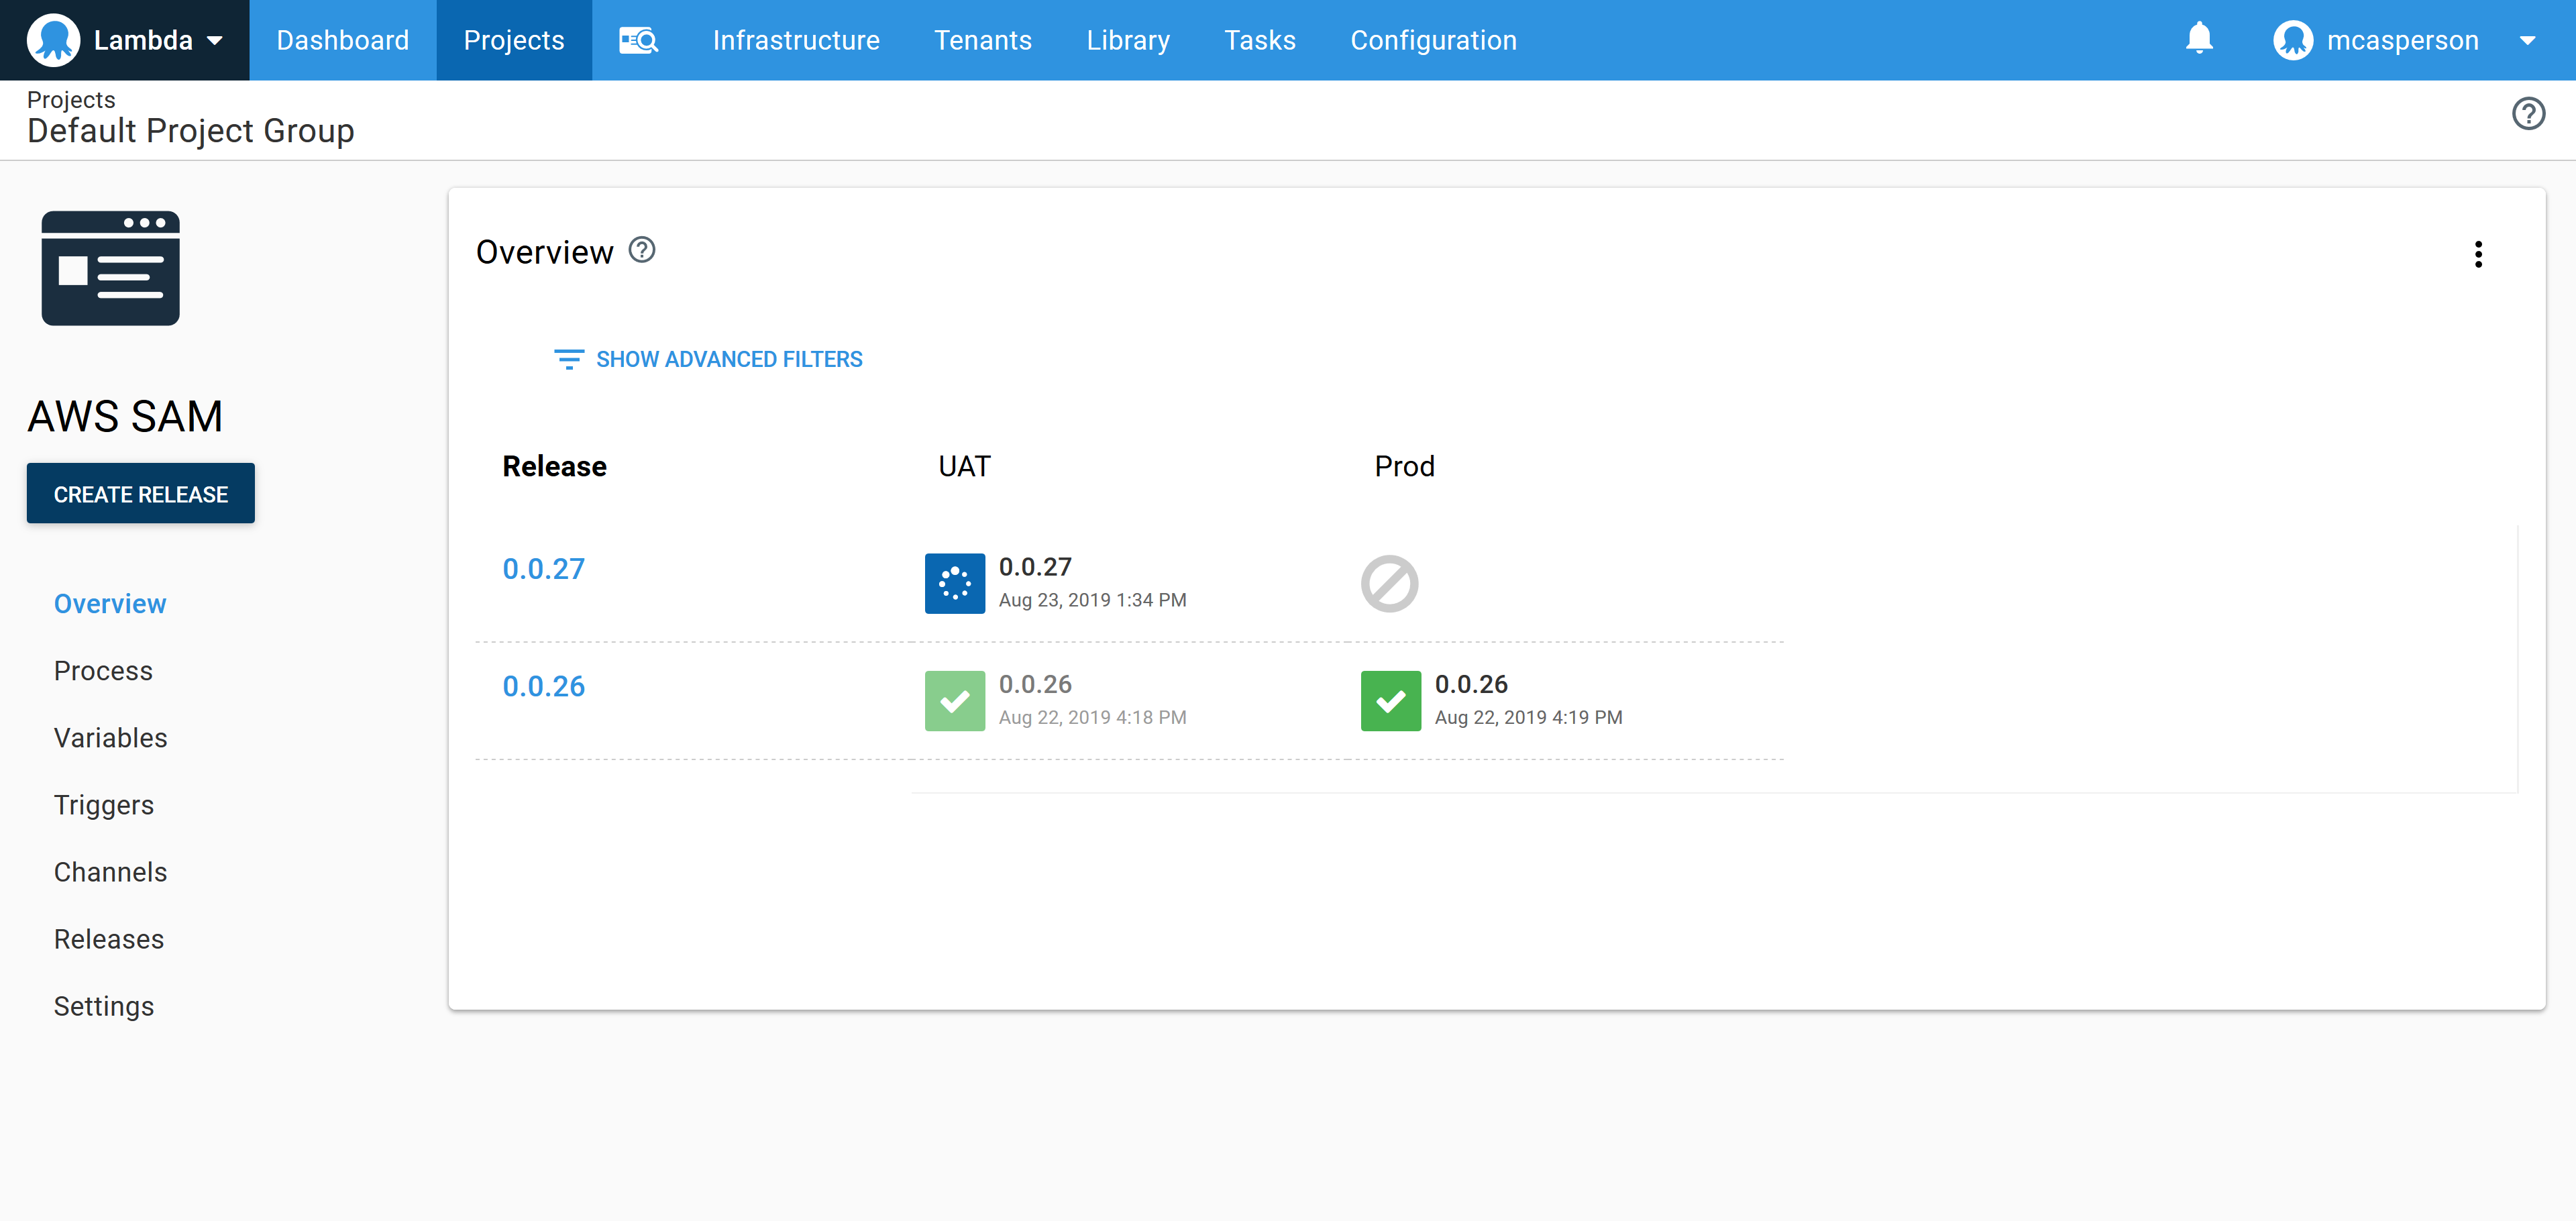 Lambda Dashboard Projects Infrastructure Tenants Library Tasks Configuration mcasperson
Projects
Default Project Group
AWS SAM
CREATE RELEASE
Overview
Process
Variables
Triggers
Channels
Releases
Settings
Overview
SHOW ADVANCED FILTERS
Release UAT Prod
0.0.27 0.0.27
Aug 23, 2019 1:34 PM
0.0.26 0.0.26 0.0.26
Aug 22, 2019 4:18 PM Aug 22, 2019 4:19 PM